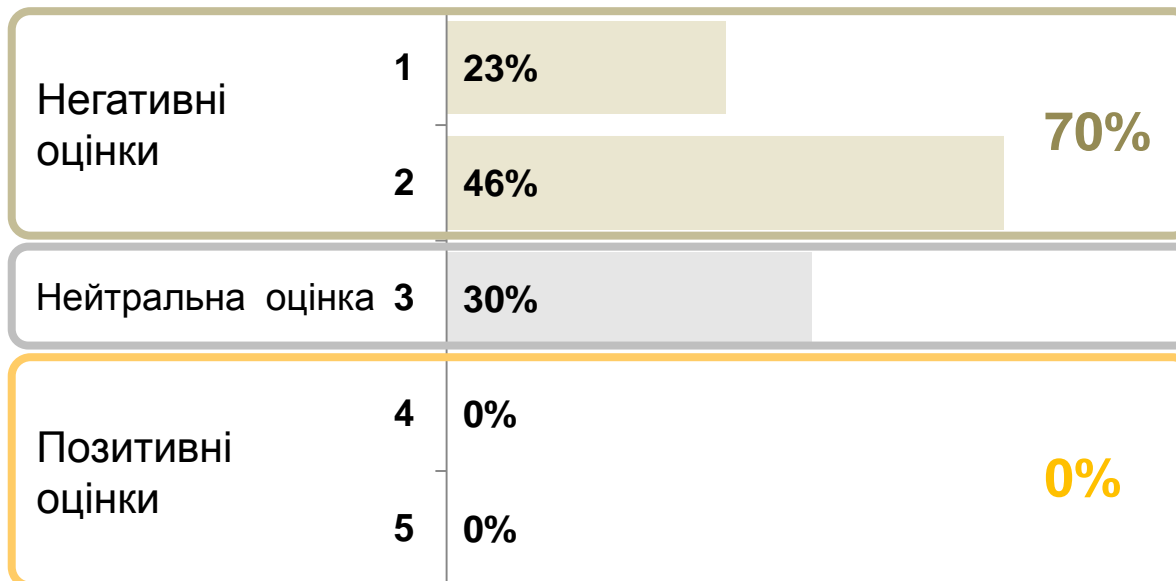 1 23%
Негативні
оцінки
70%
2 46%
Нейтральна оцінка 3 30%
4 0%
Позитивні
оцінки
0%
5 0%